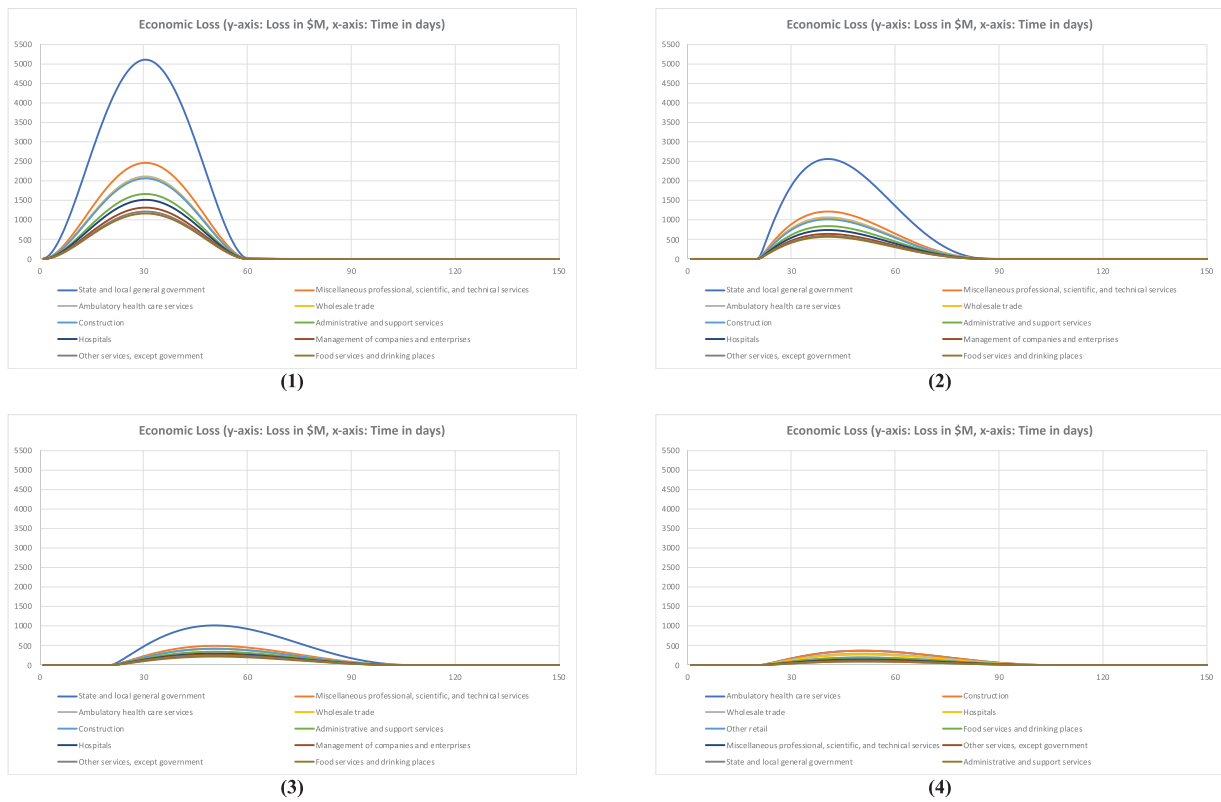 Economic Loss (y-axis: Loss in $M, x-axis: Time in days)
5500
5000
4500
4000
3500
3000
2500
2000
1500
1000
500
0
0 30 60 90 120 150
State and local general government Miscellaneous professional, scientific, and technical services
Ambulatory health care services Wholesale trade
Construction Administrative and support services
Hospitals Management of companies and enterprises
Other services, except government Food services and drinking places
(1)
Economic Loss (y-axis: Loss in $M, x-axis: Time in days)
5500
5000
4500
4000
3500
3000
2500
2000
1500
1000
500
0
0 30 60 90 120 150
State and local general government Miscellaneous professional, scientific, and technical services
Ambulatory health care services Wholesale trade
Construction Administrative and support services
Hospitals Management of companies and enterprises
Other services, except government Food services and drinking places
(2)
Economic Loss (y-axis: Loss in $M, x-axis: Time in days)
5500
5000
4500
4000
3500
3000
2500
2000
1500
1000
500
0
0 30 60 90 120 150
State and local general government Miscellaneous professional, scientific, and technical services
Ambulatory health care services Wholesale trade
Construction Administrative and support services
Hospitals Management of companies and enterprises
Other services, except government Food services and drinking places
(3)
Economic Loss (y-axis: Loss in $M, x-axis: Time in days)
5500
5000
4500
4000
3500
3000
2500
2000
1500
1000
500
0
0 30 60 90 120 150
Ambulatory health care services Construction
Wholesale trade Hospitals
Other retail Food services and drinking places
Miscellaneous professional, scientific, and technical services Other services, except government
State and local general government Administrative and support services
(4)